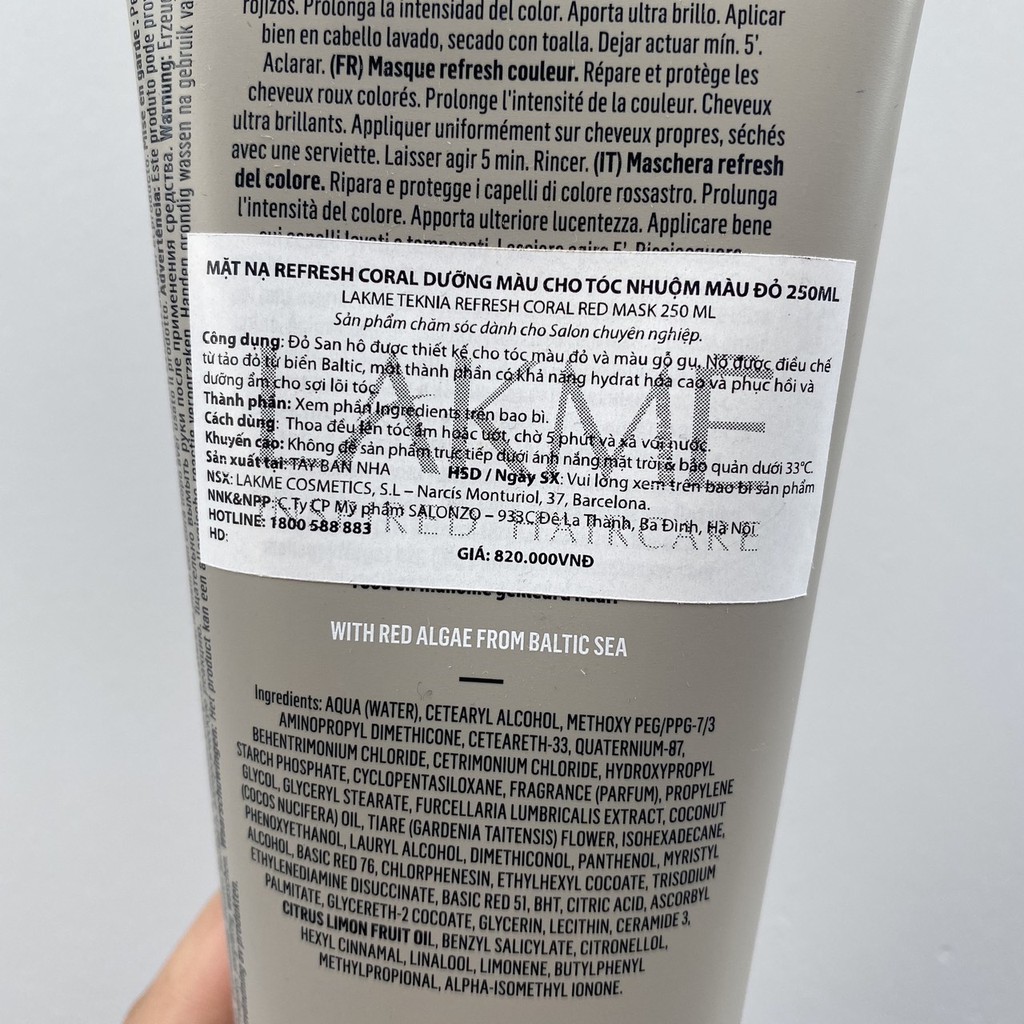 rojizos. Prolonga la intensidad del color. Aporta ultra brillo. Aplicar
bien en cabello lavado, secado con toalla. Dejar actuar mín. 5'.
Aclarar. (FR) Masque refresh couleur. Répare et protège les
cheveux roux colorés. Prolonge l'intensité de la couleur. Cheveux
ultra brillants. Appliquer uniformément sur cheveux propres, séchés
avec une serviette. Laisser agir 5 min. Rincer. (IT) Maschera refresh
del colore. Ripara e protegge i capelli di colore rossastro. Prolunga
l'intensità del colore. Apporta ulteriore lucentezza. Applicare bene
MẶT NẠ REFRESH CORAL DƯỠNG MÀU CHO TÓC NHUỘM MÀU ĐỎ 250ML
LAKME TEKNIA REFRESH CORAL RED MASK 250 ML
Sản phẩm chăm sóc dành cho Salon chuyên nghiệp.
Công dụng: Đỏ San hô được thiết kế cho tóc màu đỏ và màu gỗ gụ. Nó được điều chế
từ tảo đỏ từ biển Baltic, một thành phần có khả năng hydrat hóa cao và phục hồi và
dưỡng ẩm cho sợi lõi tóc.
Thành phần: Xem phần Ingredients trên bao bì.
Cách dùng: Thoa đều lên tóc ẩm hoặc ướt, chờ 5 phút và xả với nước.
Khuyến cáo: Không để sản phẩm trực tiếp dưới ánh nắng mặt trời & bảo quản dưới 33°C.
Sản xuất tại: TÂY BAN NHA HSD / Ngày SX: Vui lòng xem trên bao bì sản phẩm
NSX: LAKME COSMETICS, S.L – Narcís Monturiol, 37, Barcelona.
NNK&NPP: C.Ty CP Mỹ phẩm SALONZO – 933C Đê La Thành, Ba Đình, Hà Nội.
HOTLINE: 1800 588 883
HD:
GIÁ: 820.000VNĐ
LAKMÉ
INSPIRED HAIRCARE
WITH RED ALGAE FROM BALTIC SEA
Ingredients: AQUA (WATER), CETEARYL ALCOHOL, METHOXY PEG/PPG-7/3
AMINOPROPYL DIMETHICONE, CETEARETH-33, QUATERNIUM-87,
BEHENTRIMONIUM CHLORIDE, CETRIMONIUM CHLORIDE, HYDROXYPROPYL
STARCH PHOSPHATE, CYCLOPENTASILOXANE, FRAGRANCE (PARFUM), PROPYLENE
GLYCOL, GLYCERYL STEARATE, FURCELLARIA LUMBRICALIS EXTRACT, COCONUT
(COCOS NUCIFERA) OIL, TIARE (GARDENIA TAITENSIS) FLOWER, ISOHEXADECANE,
PHENOXYETHANOL, LAURYL ALCOHOL, DIMETHICONOL, PANTHENOL, MYRISTYL
ALCOHOL, BASIC RED 76, CHLORPHENESIN, ETHYLHEXYL COCOATE, TRISODIUM
ETHYLENEDIAMINE DISUCCINATE, BASIC RED 51, BHT, CITRIC ACID, ASCORBYL
PALMITATE, GLYCERETH-2 COCOATE, GLYCERIN, LECITHIN, CERAMIDE 3,
CITRUS LIMON FRUIT OIL, BENZYL SALICYLATE, CITRONELLOL,
HEXYL CINNAMAL, LINALOOL, LIMONENE, BUTYLPHENYL
METHYLPROPIONAL, ALPHA-ISOMETHYL IONONE.